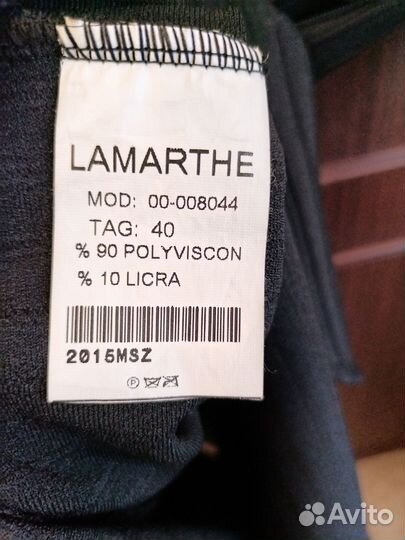 LAMARTHE
MOD: 00-008044
TAG: 40
% 90 POLYVISCON
% 10 LICRA
2015MSZ
P
Avito